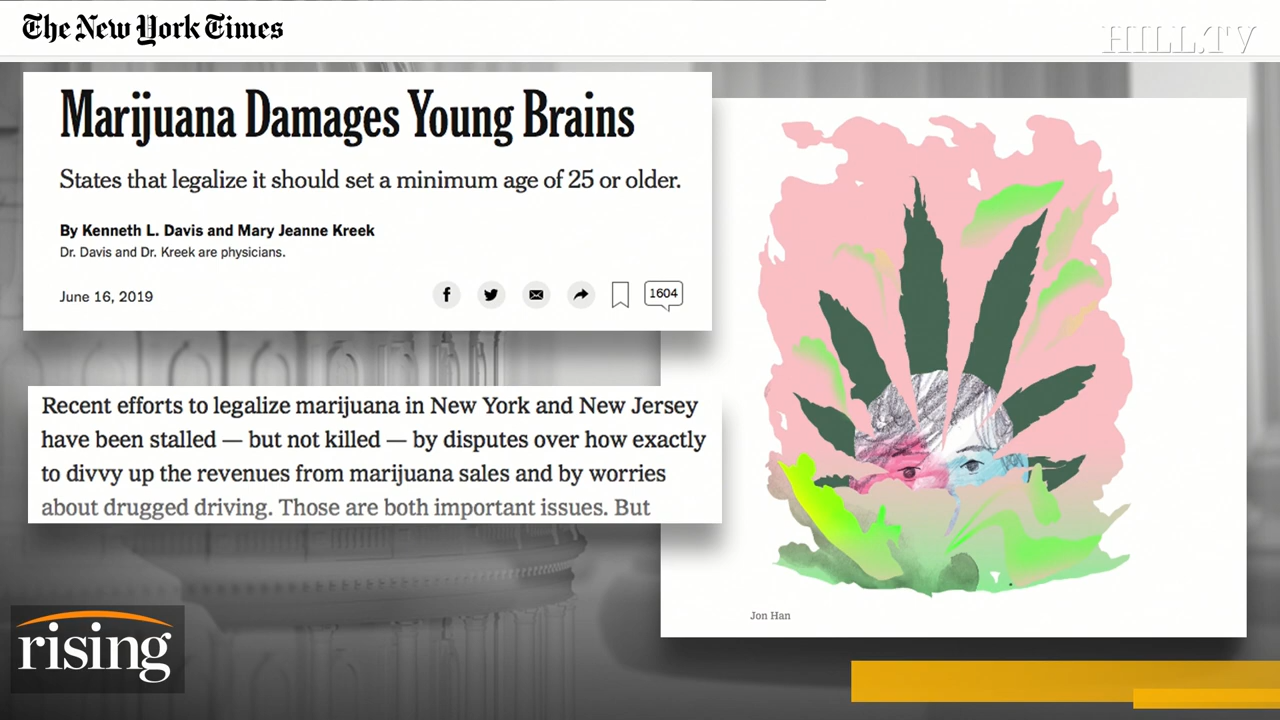 The New York Times
HILL.TV
Marijuana Damages Young Brains
States that legalize it should set a minimum age of 25 or older.
By Kenneth L. Davis and Mary Jeanne Kreek
Dr. Davis and Dr. Kreek are physicians.
June 16, 2019
1604
Recent efforts to legalize marijuana in New York and New Jersey
have been stalled — but not killed — by disputes over how exactly
to divvy up the revenues from marijuana sales and by worries
about drugged driving. Those are both important issues. But
Jon Han
rising